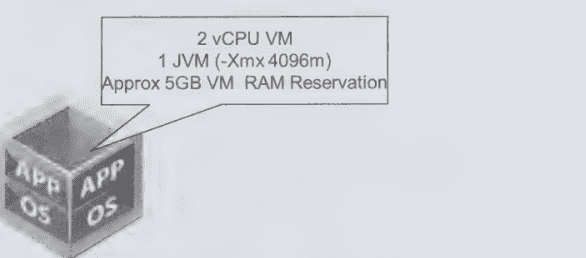 2 vCPU VM
1 JVM (-Xmx 4096m)
Approx 5GB VM RAM Reservation
APP APP
OS OS